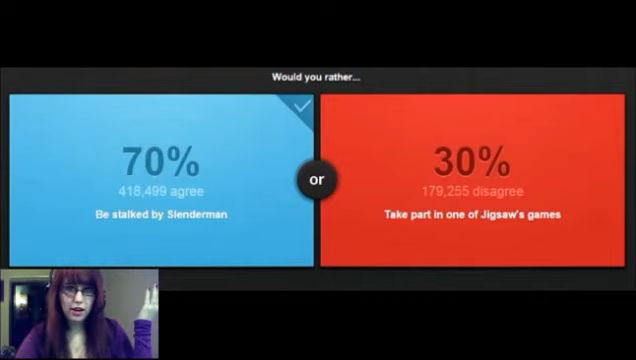 Would you rather...
70%
418,499 agree
Be stalked by Slenderman
or
30%
179,255 disagree
Take part in one of Jigsaw's games